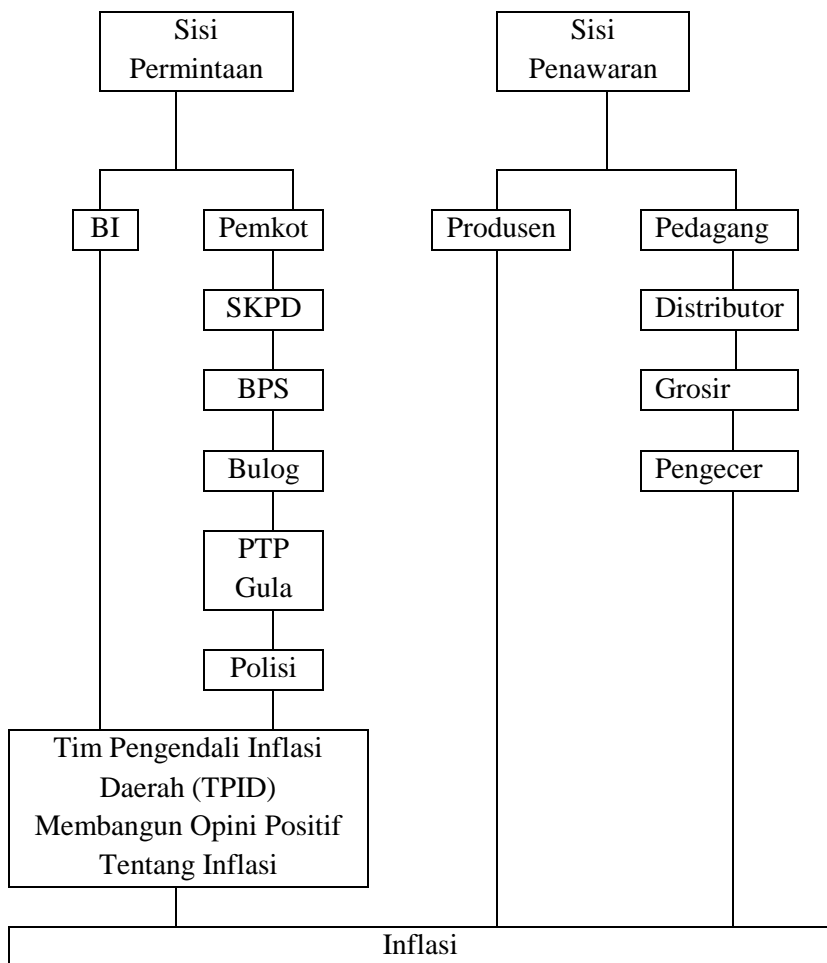 Sisi
Permintaan
Sisi
Penawaran
BI
Pemkot
Produsen
Pedagang
SKPD
Distributor
BPS
Grosir
Bulog
Pengecer
PTP
Gula
Polisi
Tim Pengendali Inflasi
Daerah (TPID)
Membangun Opini Positif
Tentang Inflasi
Inflasi